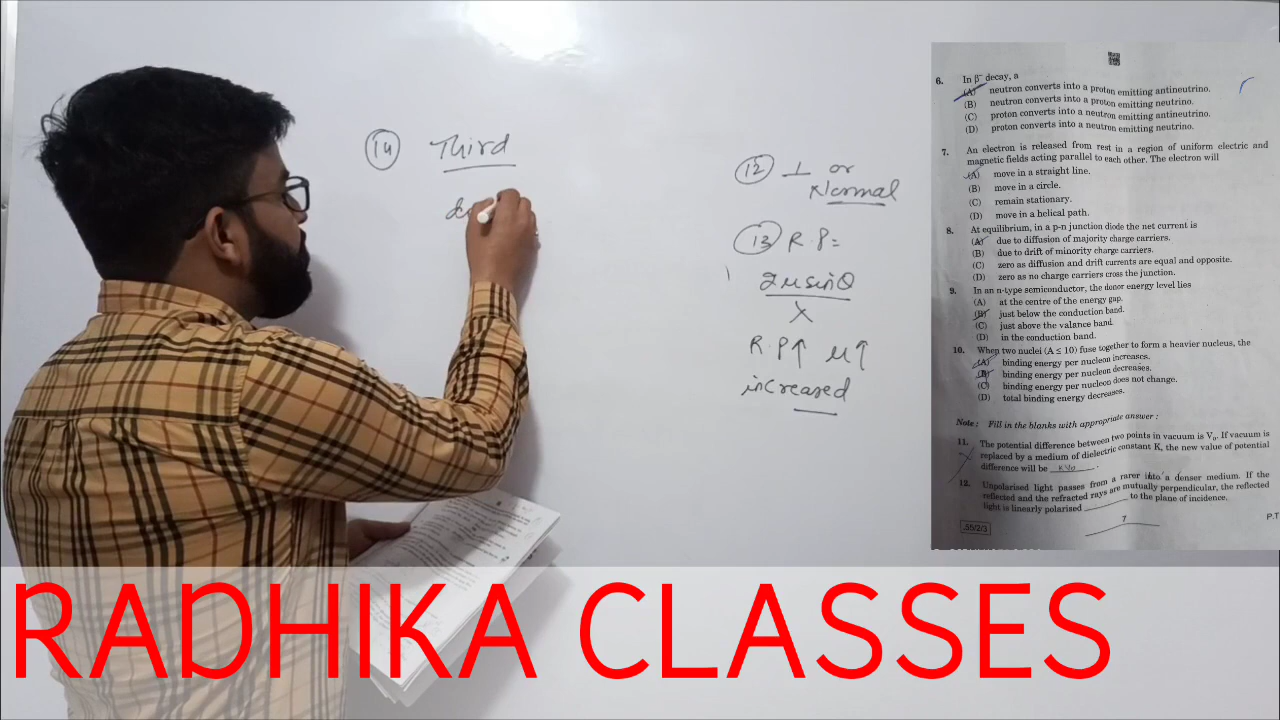 14 Third
de
12 ⊥ or
Normal
13 R.P=
2μsinθ
R.P↑ μ↑
increased
6. In β⁻ decay, a
(A) neutron converts into a proton emitting antineutrino.
(B) neutron converts into a proton emitting neutrino.
(C) proton converts into a neutron emitting antineutrino.
(D) proton converts into a neutron emitting neutrino.
7. An electron is released from rest in a region of uniform electric and
magnetic fields acting parallel to each other. The electron will
(A) move in a straight line.
(B) move in a circle.
(C) remain stationary.
(D) move in a helical path.
8. At equilibrium, in a p-n junction diode the net current is
(A) due to diffusion of majority charge carriers.
(B) due to drift of minority charge carriers.
(C) zero as diffusion and drift currents are equal and opposite.
(D) zero as no charge carriers cross the junction.
9. In an n-type semiconductor, the donor energy level lies
(A) at the centre of the energy gap.
(B) just below the conduction band.
(C) just above the valance band.
(D) in the conduction band.
10. When two nuclei (A ≤ 10) fuse together to form a heavier nucleus, the
(A) binding energy per nucleon increases.
(B) binding energy per nucleon decreases.
(C) binding energy per nucleon does not change.
(D) total binding energy decreases.
Note : Fill in the blanks with appropriate answer :
11. The potential difference between two points in vacuum is V₀. If vacuum is
replaced by a medium of dielectric constant K, the new value of potential
difference will be KV₀.
12. Unpolarised light passes from a rarer into a denser medium. If the
reflected and the refracted rays are mutually perpendicular, the reflected
light is linearly polarised ________ to the plane of incidence.
.55/2/3
7
P.T
RADHIKA CLASSES